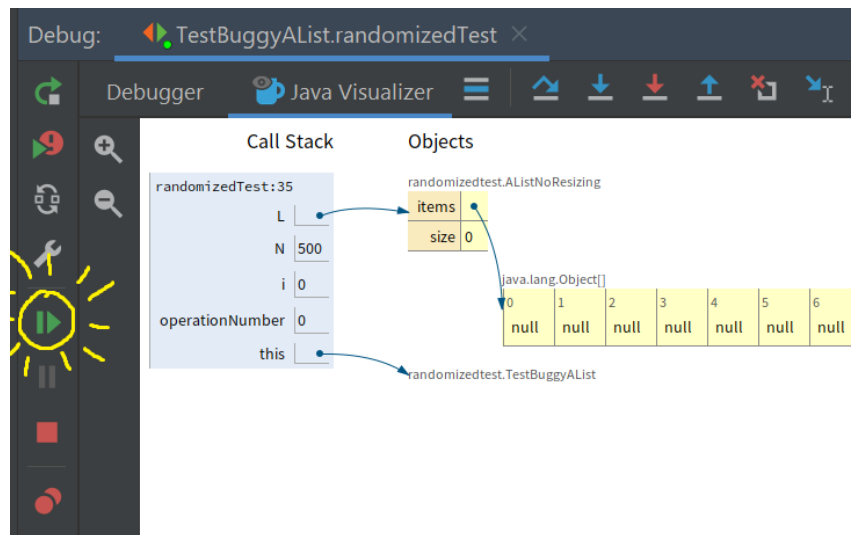 Debug: TestBuggyAList.randomizedTest
Debugger Java Visualizer
9
Call Stack Objects
randomizedTest:35
L
N 500
i 0
operationNumber 0
this
randomizedtest.AListNoResizing
items
size 0
java.lang.Object[]
0 1 2 3 4 5 6
null null null null null null null
randomizedtest.TestBuggyAList